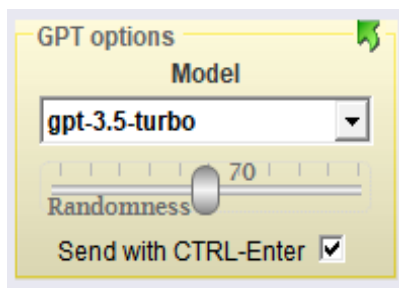 GPT options
Model
gpt-3.5-turbo
70
Randomness
Send with CTRL-Enter